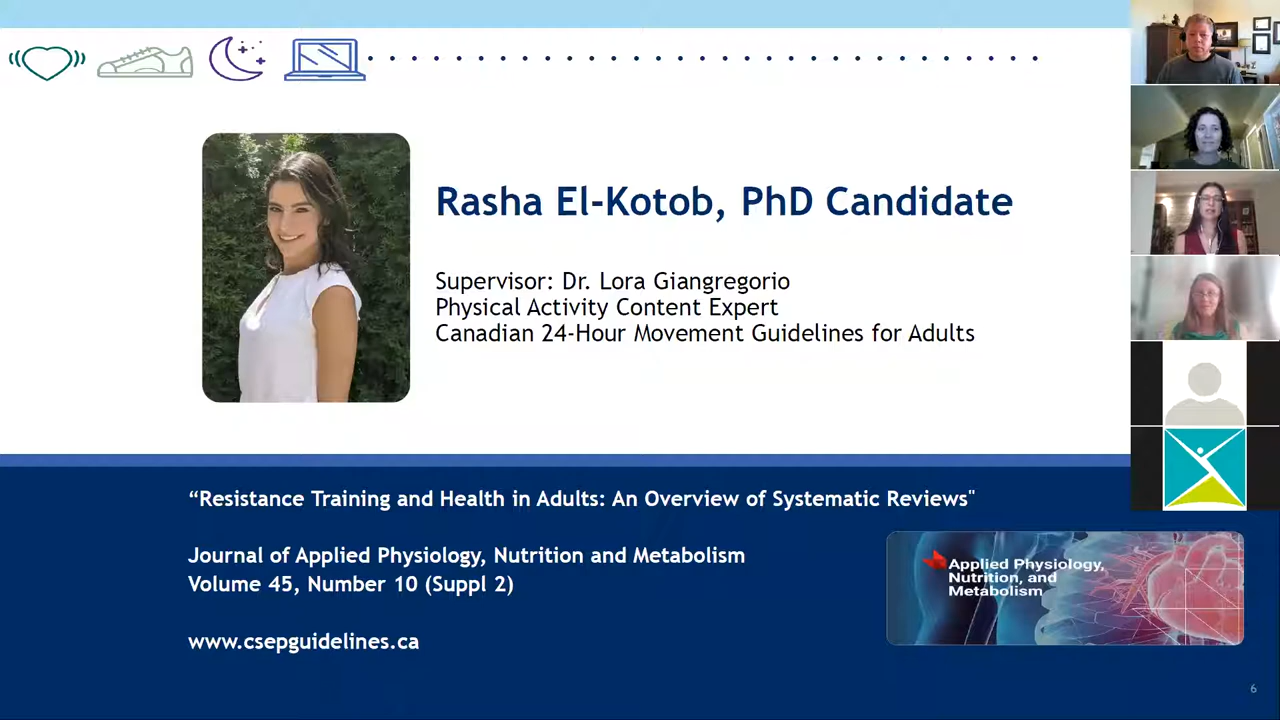 Rasha El-Kotob, PhD Candidate
Supervisor: Dr. Lora Giangregorio
Physical Activity Content Expert
Canadian 24-Hour Movement Guidelines for Adults
“Resistance Training and Health in Adults: An Overview of Systematic Reviews"
Journal of Applied Physiology, Nutrition and Metabolism
Volume 45, Number 10 (Suppl 2)
www.csepguidelines.ca
Applied Physiology,
Nutrition, and
Metabolism
6